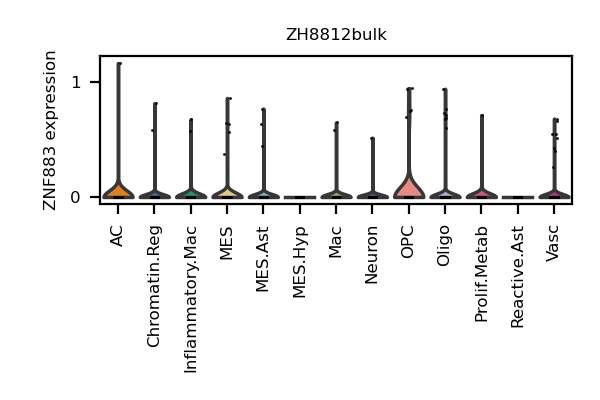 ZH8812bulk
ZNF883 expression
1
0
AC
Chromatin.Reg
Inflammatory.Mac
MES
MES.Ast
MES.Hyp
Mac
Neuron
OPC
Oligo
Prolif.Metab
Reactive.Ast
Vasc